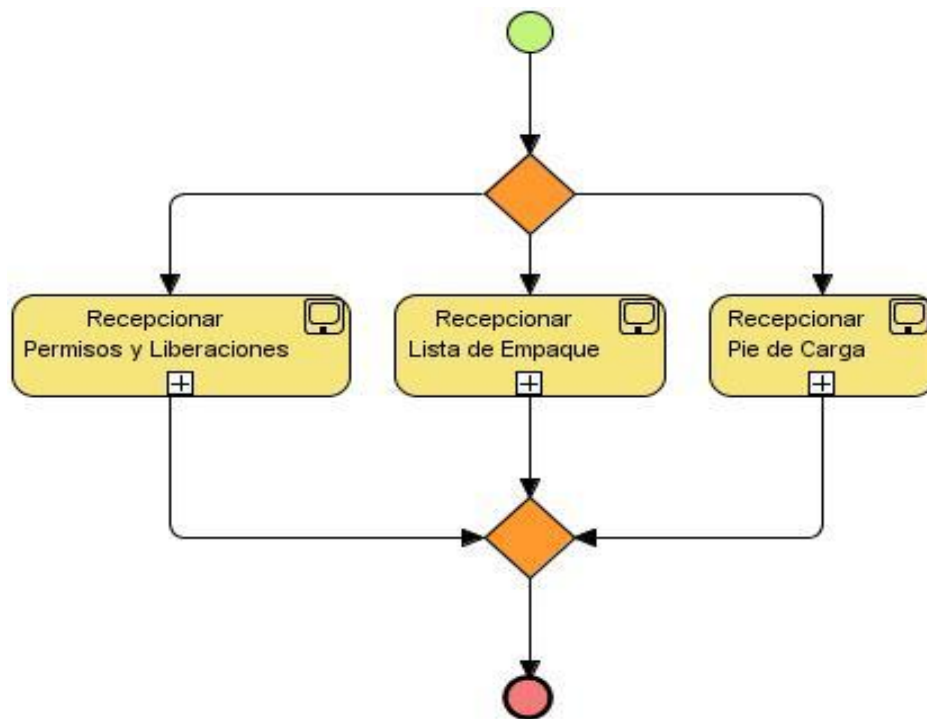 Recepcionar
Permisos y Liberaciones
Recepcionar
Lista de Empaque
Recepcionar
Pie de Carga